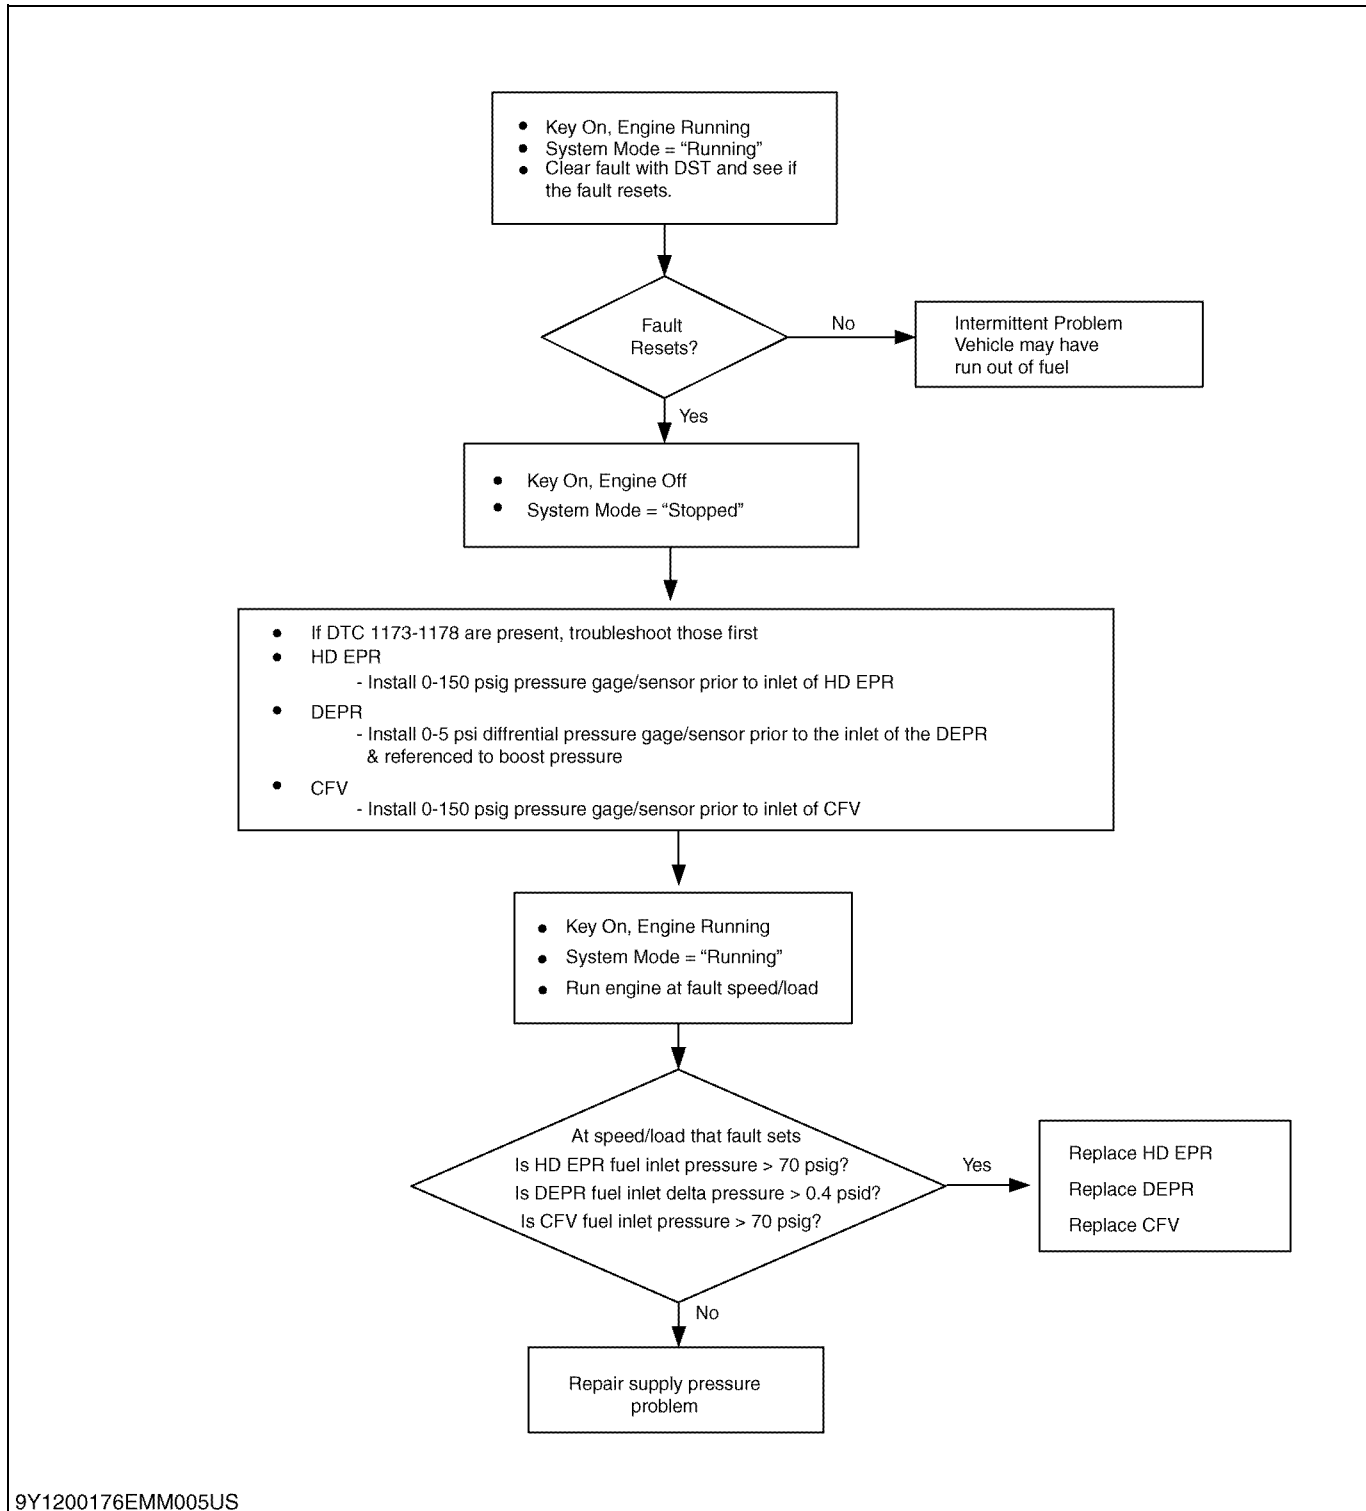 ● Key On, Engine Running
● System Mode = “Running”
● Clear fault with DST and see if
the fault resets.
Fault
Resets?
No
Intermittent Problem
Vehicle may have
run out of fuel
Yes
● Key On, Engine Off
● System Mode = “Stopped”
● If DTC 1173-1178 are present, troubleshoot those first
● HD EPR
- Install 0-150 psig pressure gage/sensor prior to inlet of HD EPR
● DEPR
- Install 0-5 psi diffrential pressure gage/sensor prior to the inlet of the DEPR
& referenced to boost pressure
● CFV
- Install 0-150 psig pressure gage/sensor prior to inlet of CFV
● Key On, Engine Running
● System Mode = “Running”
● Run engine at fault speed/load
At speed/load that fault sets
Is HD EPR fuel inlet pressure > 70 psig?
Is DEPR fuel inlet delta pressure > 0.4 psid?
Is CFV fuel inlet pressure > 70 psig?
Yes
Replace HD EPR
Replace DEPR
Replace CFV
No
Repair supply pressure
problem
9Y1200176EMM005US